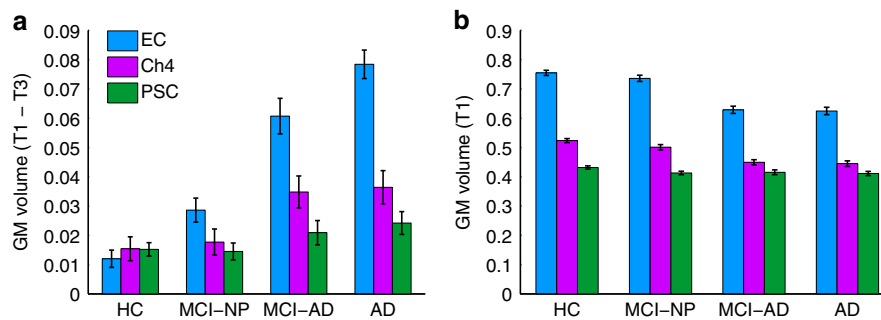 a
GM volume (T1 – T3)
0.09
0.08
0.07
0.06
0.05
0.04
0.03
0.02
0.01
0
EC
Ch4
PSC
HC MCI–NP MCI–AD AD
b
GM volume (T1)
0.9
0.8
0.7
0.6
0.5
0.4
0.3
0.2
0.1
0
HC MCI–NP MCI–AD AD